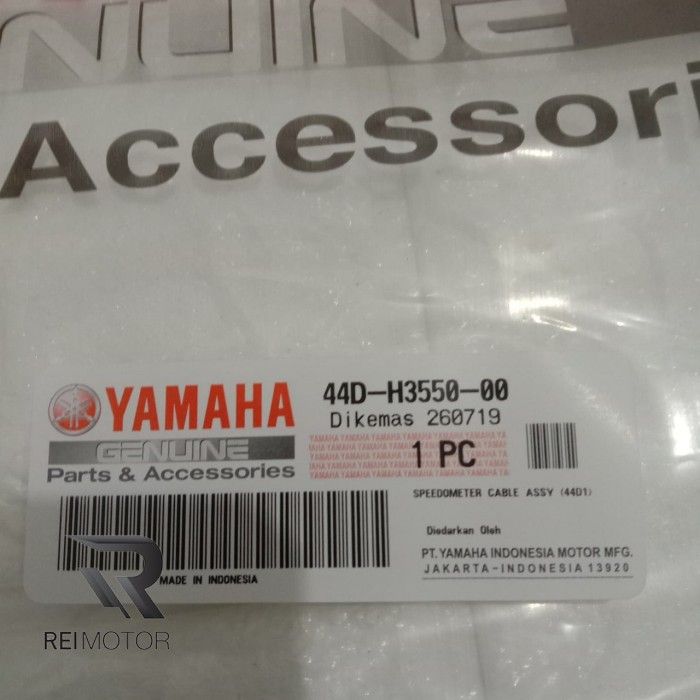 NUINE
Accessori
YAMAHA
GENUINE
Parts & Accessories
44D-H3550-00
Dikemas 260719
1 PC
SPEEDOMETER CABLE ASSY (44D1)
Diedarkan Oleh
PT. YAMAHA INDONESIA MOTOR MFG.
JAKARTA-INDONESIA 13920
MADE IN INDONESIA
REIMOTOR